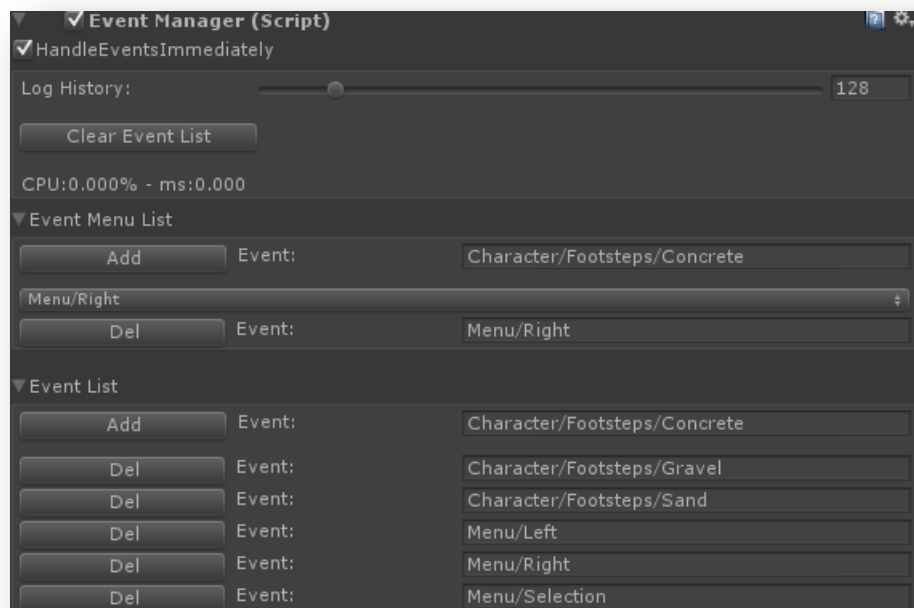 Event Manager (Script)
HandleEventsImmediately
Log History: 128
Clear Event List
CPU:0.000% - ms:0.000
Event Menu List
Add Event: Character/Footsteps/Concrete
Menu/Right
Del Event: Menu/Right
Event List
Add Event: Character/Footsteps/Concrete
Del Event: Character/Footsteps/Gravel
Del Event: Character/Footsteps/Sand
Del Event: Menu/Left
Del Event: Menu/Right
Del Event: Menu/Selection